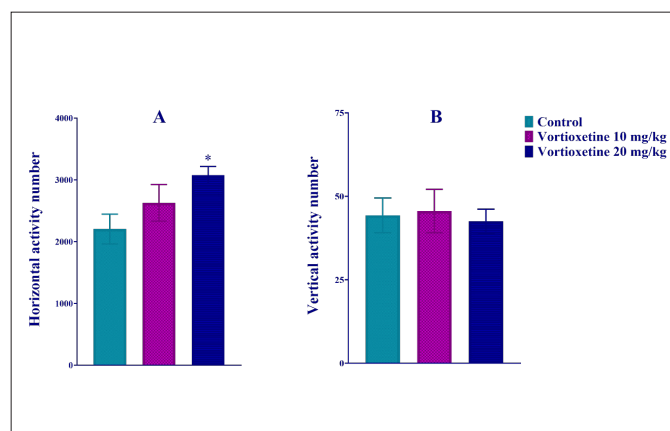 A
Horizontal activity number
4000
3000
2000
1000
0
*
B
Vertical activity number
75
50
25
0
Control
Vortioxetine 10 mg/kg
Vortioxetine 20 mg/kg